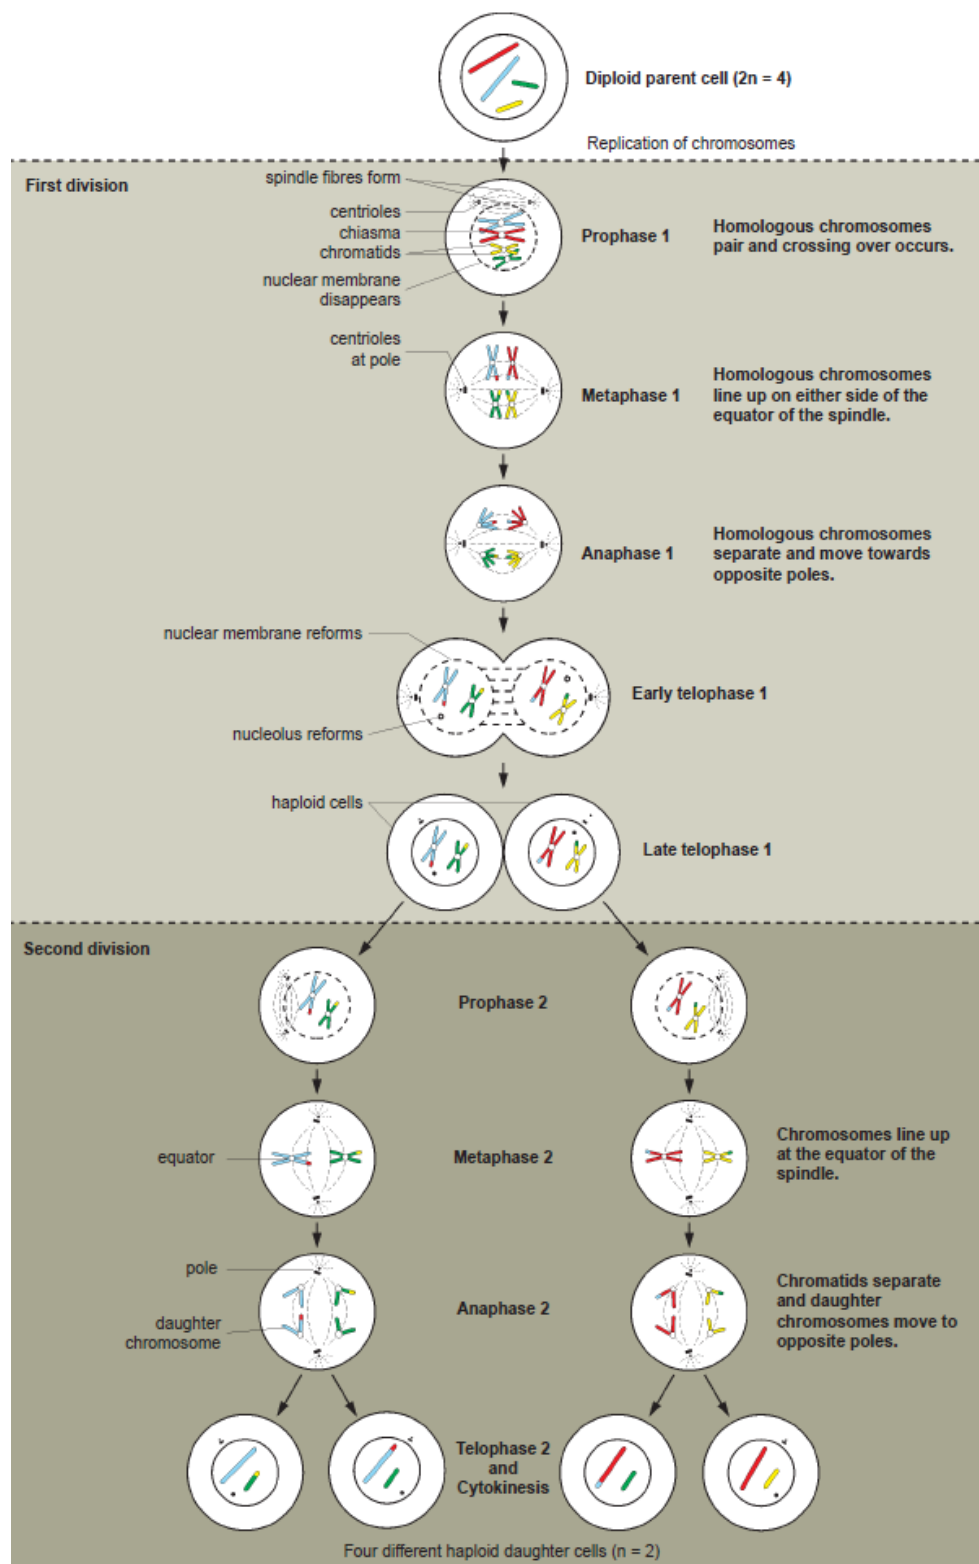 Diploid parent cell (2n = 4)
Replication of chromosomes
First division
spindle fibres form
centrioles
chiasma
chromatids
nuclear membrane
disappears
Prophase 1
Homologous chromosomes
pair and crossing over occurs.
centrioles
at pole
Metaphase 1
Homologous chromosomes
line up on either side of the
equator of the spindle.
Anaphase 1
Homologous chromosomes
separate and move towards
opposite poles.
nuclear membrane reforms
nucleolus reforms
Early telophase 1
haploid cells
Late telophase 1
Second division
Prophase 2
equator
Metaphase 2
Chromosomes line up
at the equator of the
spindle.
pole
daughter
chromosome
Anaphase 2
Chromatids separate
and daughter
chromosomes move to
opposite poles.
Telophase 2
and
Cytokinesis
Four different haploid daughter cells (n = 2)